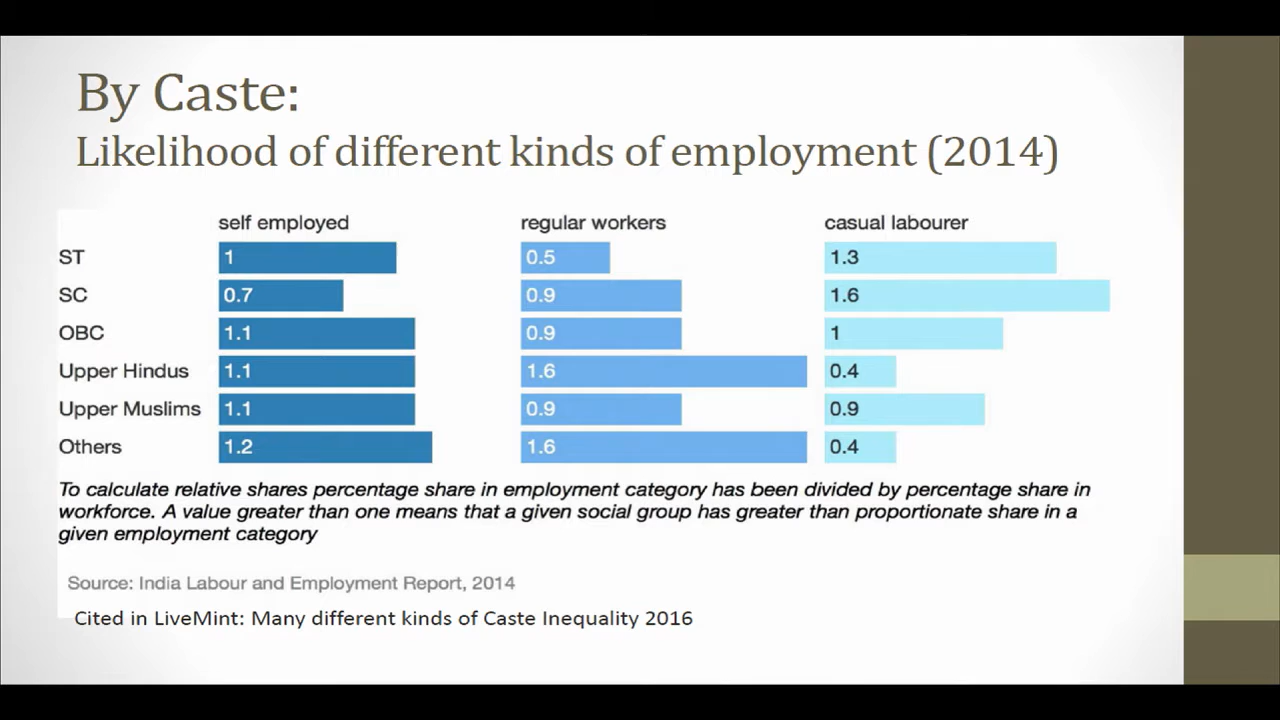 By Caste:
Likelihood of different kinds of employment (2014)
self employed regular workers casual labourer
ST 1 0.5 1.3
SC 0.7 0.9 1.6
OBC 1.1 0.9 1
Upper Hindus 1.1 1.6 0.4
Upper Muslims 1.1 0.9 0.9
Others 1.2 1.6 0.4
To calculate relative shares percentage share in employment category has been divided by percentage share in
workforce. A value greater than one means that a given social group has greater than proportionate share in a
given employment category
Source: India Labour and Employment Report, 2014
Cited in LiveMint: Many different kinds of Caste Inequality 2016